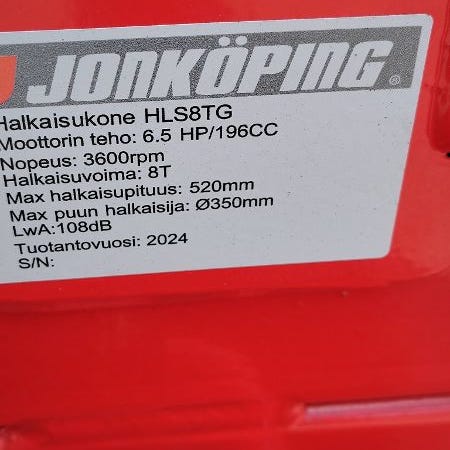 JONKÖPING®
Halkaisukone HLS8TG
Moottorin teho: 6.5 HP/196CC
Nopeus: 3600rpm
Halkaisuvoima: 8T
Max halkaisupituus: 520mm
Max puun halkaisija: Ø350mm
LwA:108dB
Tuotantovuosi: 2024
S/N: